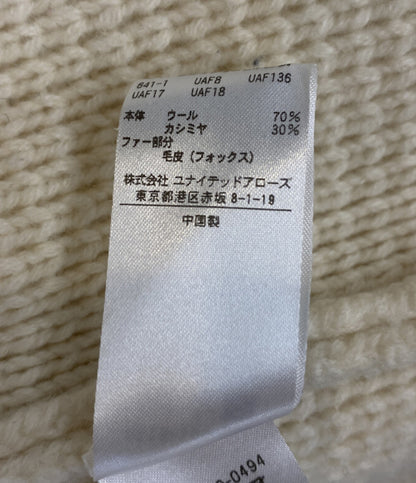 841-1 UAF8 UAF136
UAF17 UAF18
本体 ウール 70%
カシミヤ 30%
ファー部分
毛皮(フォックス)
株式会社 ユナイテッドアローズ
東京都港区赤坂 8-1-19
中国製
-0494